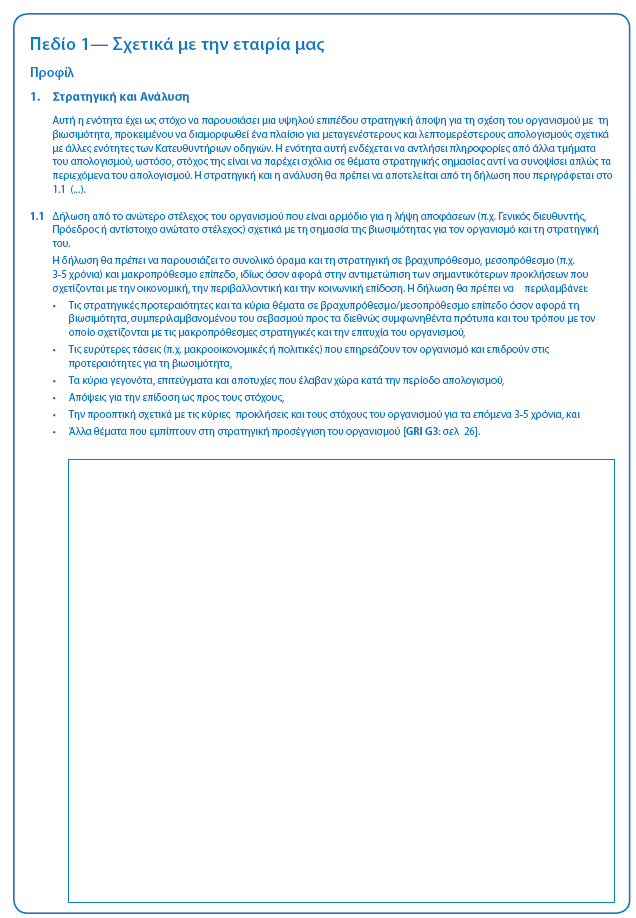 Πεδίο 1— Σχετικά με την εταιρία μας
Προφίλ
1. Στρατηγική και Ανάλυση
Αυτή η ενότητα έχει ως στόχο να παρουσιάσει μια υψηλού επιπέδου στρατηγική άποψη για τη σχέση του οργανισμού με τη
βιωσιμότητα, προκειμένου να διαμορφωθεί ένα πλαίσιο για μεταγενέστερους και λεπτομερέστερους απολογισμούς σχετικά
με άλλες ενότητες των Κατευθυντήριων οδηγιών. Η ενότητα αυτή ενδέχεται να αντλήσει πληροφορίες από άλλα τμήματα
του απολογισμού, ωστόσο, στόχος της είναι να παρέχει σχόλια σε θέματα στρατηγικής σημασίας αντί να συνοψίσει απλώς τα
περιεχόμενα του απολογισμού. Η στρατηγική και η ανάλυση θα πρέπει να αποτελείται από τη δήλωση που περιγράφεται στο
1.1 (...).
1.1 Δήλωση από το ανώτερο στέλεχος του οργανισμού που είναι αρμόδιο για η λήψη αποφάσεων (π.χ. Γενικός διευθυντής,
Πρόεδρος ή αντίστοιχο ανώτατο στέλεχος) σχετικά με τη σημασία της βιωσιμότητας για τον οργανισμό και τη στρατηγική
του.
Η δήλωση θα πρέπει να παρουσιάζει το συνολικό όραμα και τη στρατηγική σε βραχυπρόθεσμο, μεσοπρόθεσμο (π.χ.
3-5 χρόνια) και μακροπρόθεσμο επίπεδο, ιδίως όσον αφορά στην αντιμετώπιση των σημαντικότερων προκλήσεων που
σχετίζονται με την οικονομική, την περιβαλλοντική και την κοινωνική επίδοση. Η δήλωση θα πρέπει να περιλαμβάνει:
• Τις στρατηγικές προτεραιότητες και τα κύρια θέματα σε βραχυπρόθεσμο/μεσοπρόθεσμο επίπεδο όσον αφορά τη
βιωσιμότητα, συμπεριλαμβανομένου του σεβασμού προς τα διεθνώς συμφωνηθέντα πρότυπα και του τρόπου με τον
οποίο σχετίζονται με τις μακροπρόθεσμες στρατηγικές και την επιτυχία του οργανισμού,
• Τις ευρύτερες τάσεις (π.χ. μακροοικονομικές ή πολιτικές) που επηρεάζουν τον οργανισμό και επιδρούν στις
προτεραιότητες για τη βιωσιμότητα,
• Τα κύρια γεγονότα, επιτεύγματα και αποτυχίες που έλαβαν χώρα κατά την περίοδο απολογισμού,
• Απόψεις για την επίδοση ως προς τους στόχους,
• Την προοπτική σχετικά με τις κύριες προκλήσεις και τους στόχους του οργανισμού για τα επόμενα 3-5 χρόνια, και
• Άλλα θέματα που εμπίπτουν στη στρατηγική προσέγγιση του οργανισμού [GRI G3: σελ 26].